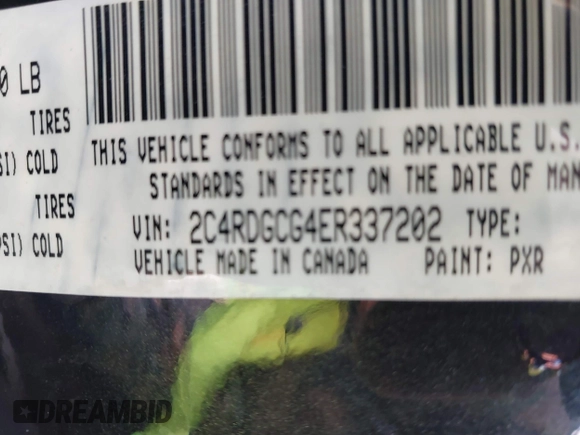 0 LB
TIRES
SI) COLD
TIRES
PSI) COLD
THIS VEHICLE CONFORMS TO ALL APPLICABLE U.S.
STANDARDS IN EFFECT ON THE DATE OF MAN
VIN: 2C4RDGCG4ER337202 TYPE:
VEHICLE MADE IN CANADA PAINT: PXR
DREAMBID